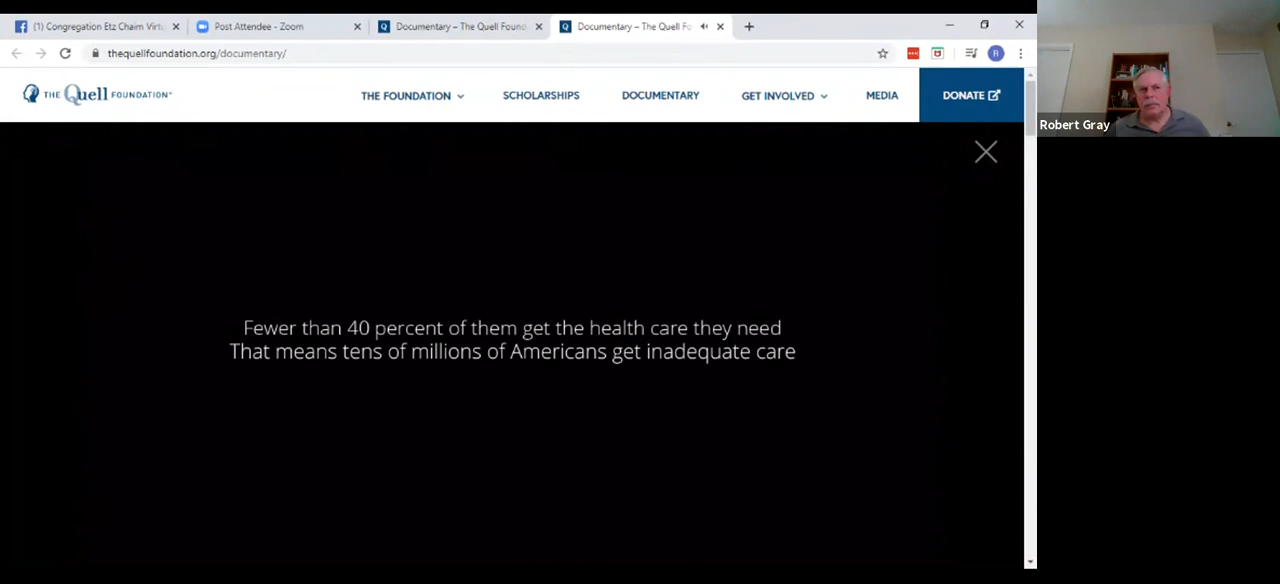 (1) Congregation Etz Chaim Virtu
Post Attendee - Zoom
Documentary – The Quell Found
Documentary – The Quell Fo
thequellfoundation.org/documentary/
B
THE Quell FOUNDATION
THE FOUNDATION
SCHOLARSHIPS
DOCUMENTARY
GET INVOLVED
MEDIA
DONATE
Robert Gray
Fewer than 40 percent of them get the health care they need
That means tens of millions of Americans get inadequate care